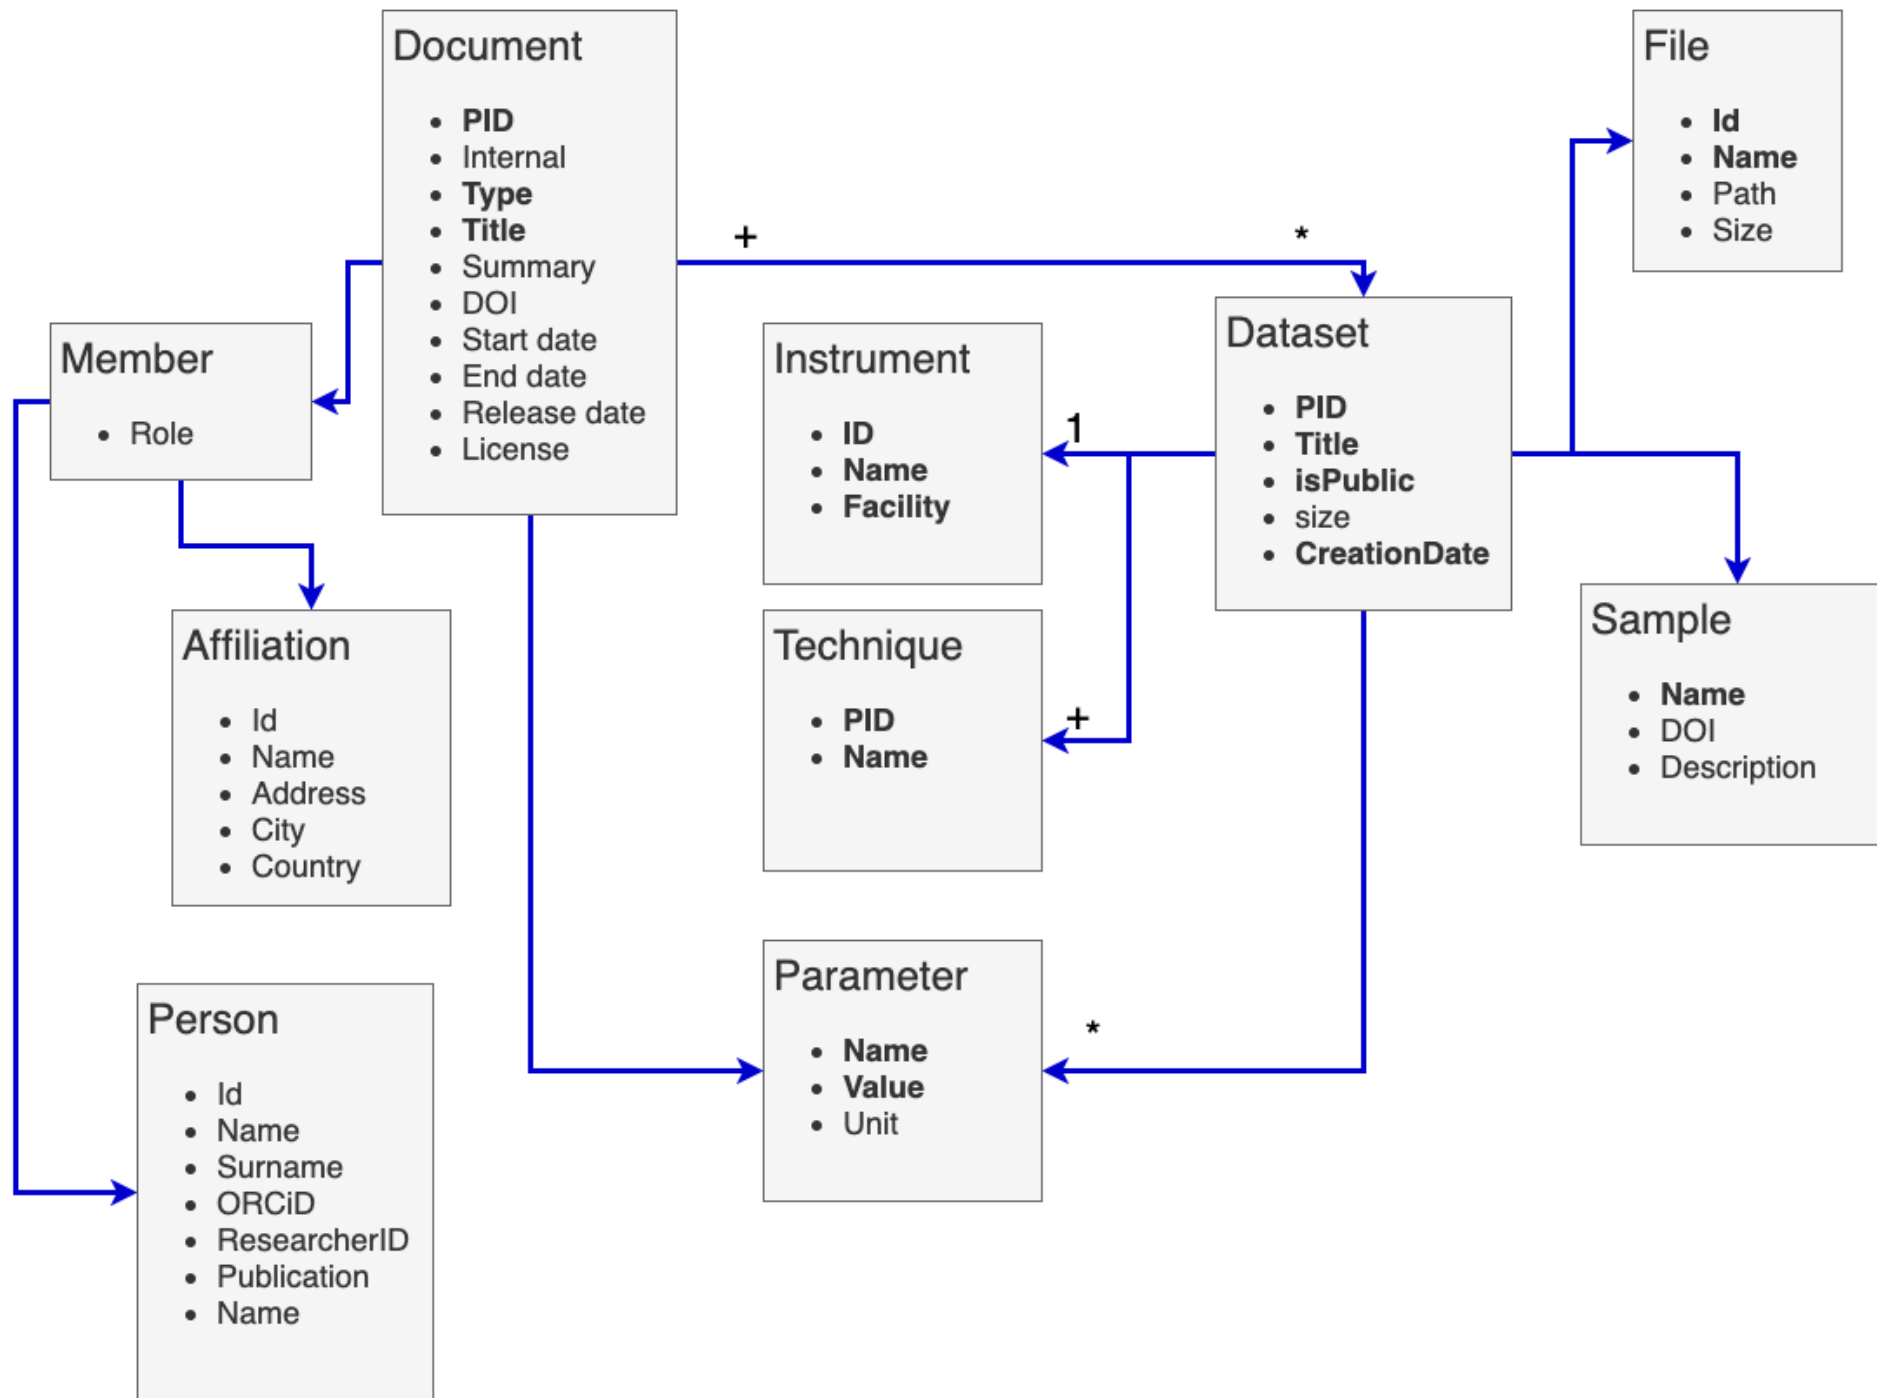 Document
• PID
• Internal
• Type
• Title
• Summary
• DOI
• Start date
• End date
• Release date
• License
File
• Id
• Name
• Path
• Size
+
*
Member
• Role
Instrument
• ID
• Name
• Facility
1
Dataset
• PID
• Title
• isPublic
• size
• CreationDate
Affiliation
• Id
• Name
• Address
• City
• Country
Technique
• PID
• Name
+
Sample
• Name
• DOI
• Description
Person
• Id
• Name
• Surname
• ORCiD
• ResearcherID
• Publication
• Name
Parameter
• Name
• Value
• Unit
*